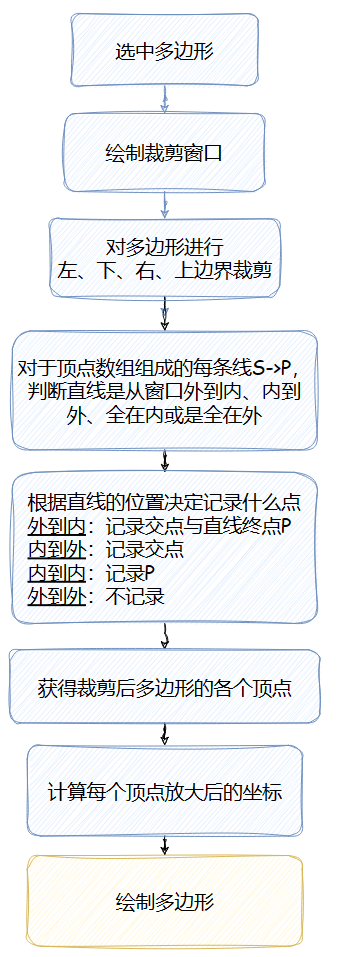 选中多边形
绘制裁剪窗口
对多边形进行
左、下、右、上边界裁剪
对于顶点数组组成的每条线S->P，
判断直线是从窗口外到内、内到
外、全在内或是全在外
根据直线的位置决定记录什么点
外到内：记录交点与直线终点P
内到外：记录交点
内到内：记录P
外到外：不记录
获得裁剪后多边形的各个顶点
计算每个顶点放大后的坐标
绘制多边形